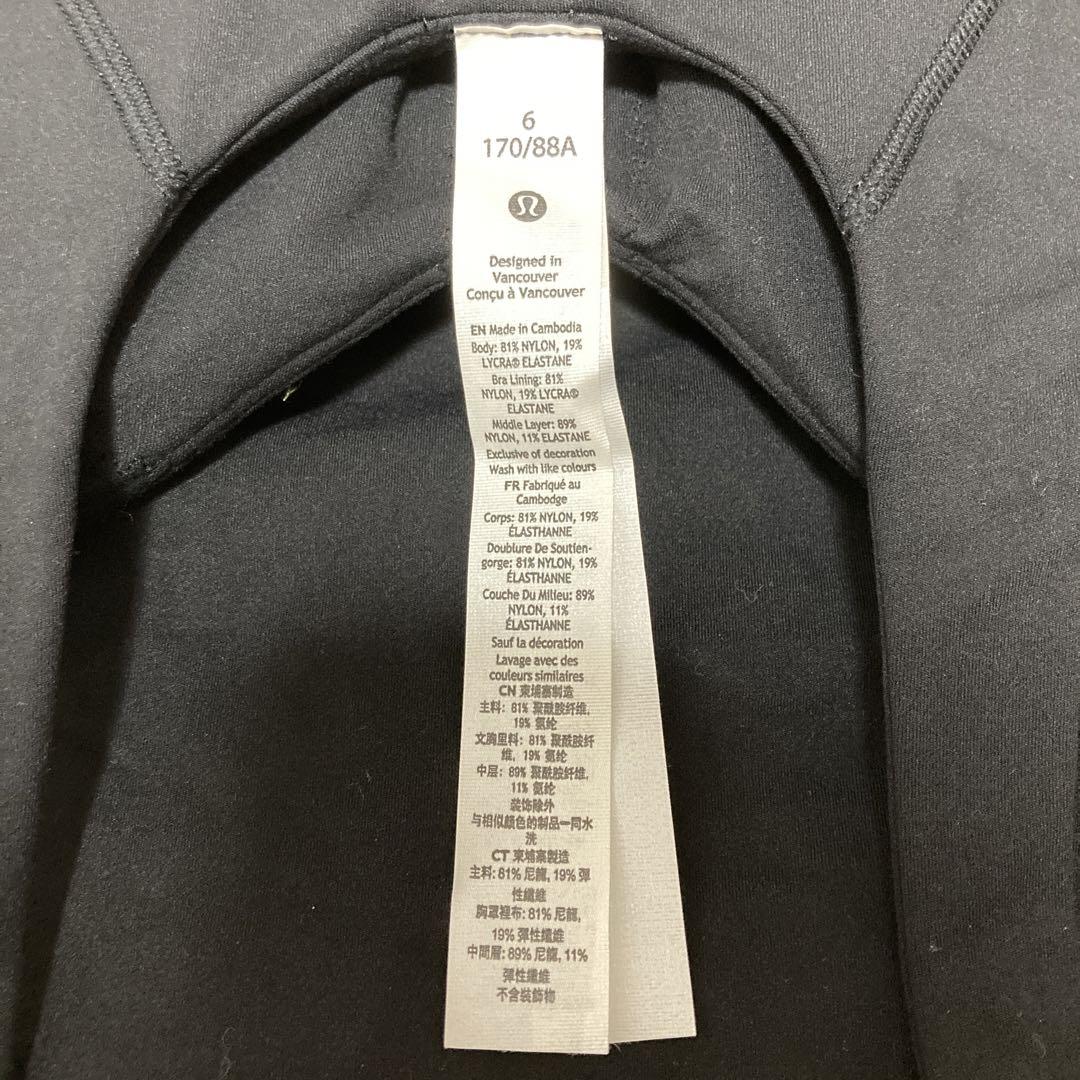 6
170/88A
Designed in
Vancouver
Conçu à Vancouver
EN Made in Cambodia
Body: 81% NYLON, 19%
LYCRA® ELASTANE
Bra Lining: 81%
NYLON, 19% LYCRA®
ELASTANE
Middle Layer: 89%
NYLON, 11% ELASTANE
Exclusive of decoration
Wash with like colours
FR Fabriqué au
Cambodge
Corps: 81% NYLON, 19%
ÉLASTHANNE
Doublure De Soutien-
gorge: 81% NYLON, 19%
ÉLASTHANNE
Couche Du Milieu: 89%
NYLON, 11%
ÉLASTHANNE
Sauf la décoration
Lavage avec des
couleurs similaires
CN 柬埔寨制造
主料: 81% 聚酰胺纤维,
19% 氨纶
文胸里料: 81% 聚酰胺纤
维, 19% 氨纶
中层: 89% 聚酰胺纤维,
11% 氨纶
装饰除外
与相似颜色的制品一同水
洗
CT 柬埔寨製造
主料: 81% 尼龍, 19% 彈
性纖維
胸罩裡布: 81% 尼龍,
19% 彈性纖維
中間層: 89% 尼龍, 11%
彈性纖維
不含裝飾物